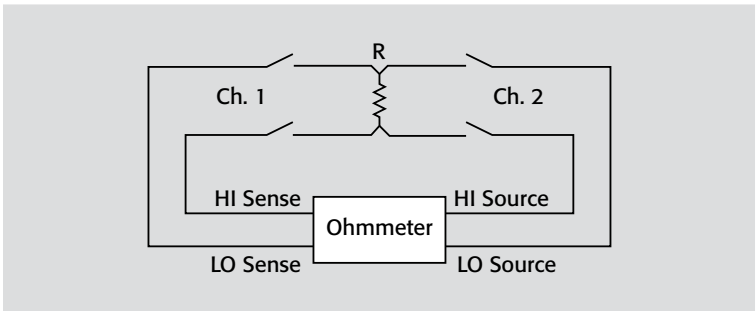 R
Ch. 1
Ch. 2
HI Sense
HI Source
Ohmmeter
LO Sense
LO Source